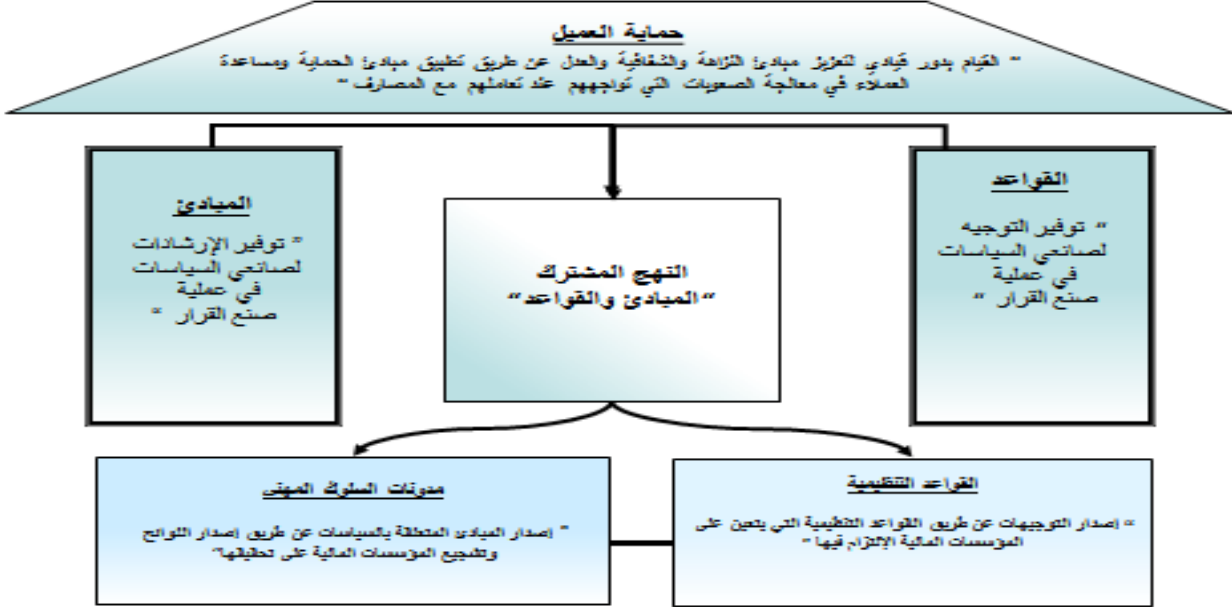 حماية العميل
" القيام بدور قيادي لتعزيز مبادئ النزاهة والشفافية والعدل عن طريق تطبيق مبادئ الحماية ومساعدة
العملاء في معالجة الصعوبات التي تواجههم عند تعاملهم مع المصارف "
القواعد
" توفير التوجيه
لصانعي السياسات
في عملية
صنع القرار "
النهج المشترك
"المبادئ والقواعد"
المبادئ
" توفير الإرشادات
لصانعي السياسات
في عملية
صنع القرار "
القواعد التنظيمية
" إصدار التوجيهات عن طريق القواعد التنظيمية التي يتعين على
المؤسسات المالية الإلتزام فيها "
مدونات السلوك المهنى
" إصدار المبادئ المتعلقة بالسياسات عن طريق إصدار اللوائح
وتشجيع المؤسسات المالية على تحقيقها"